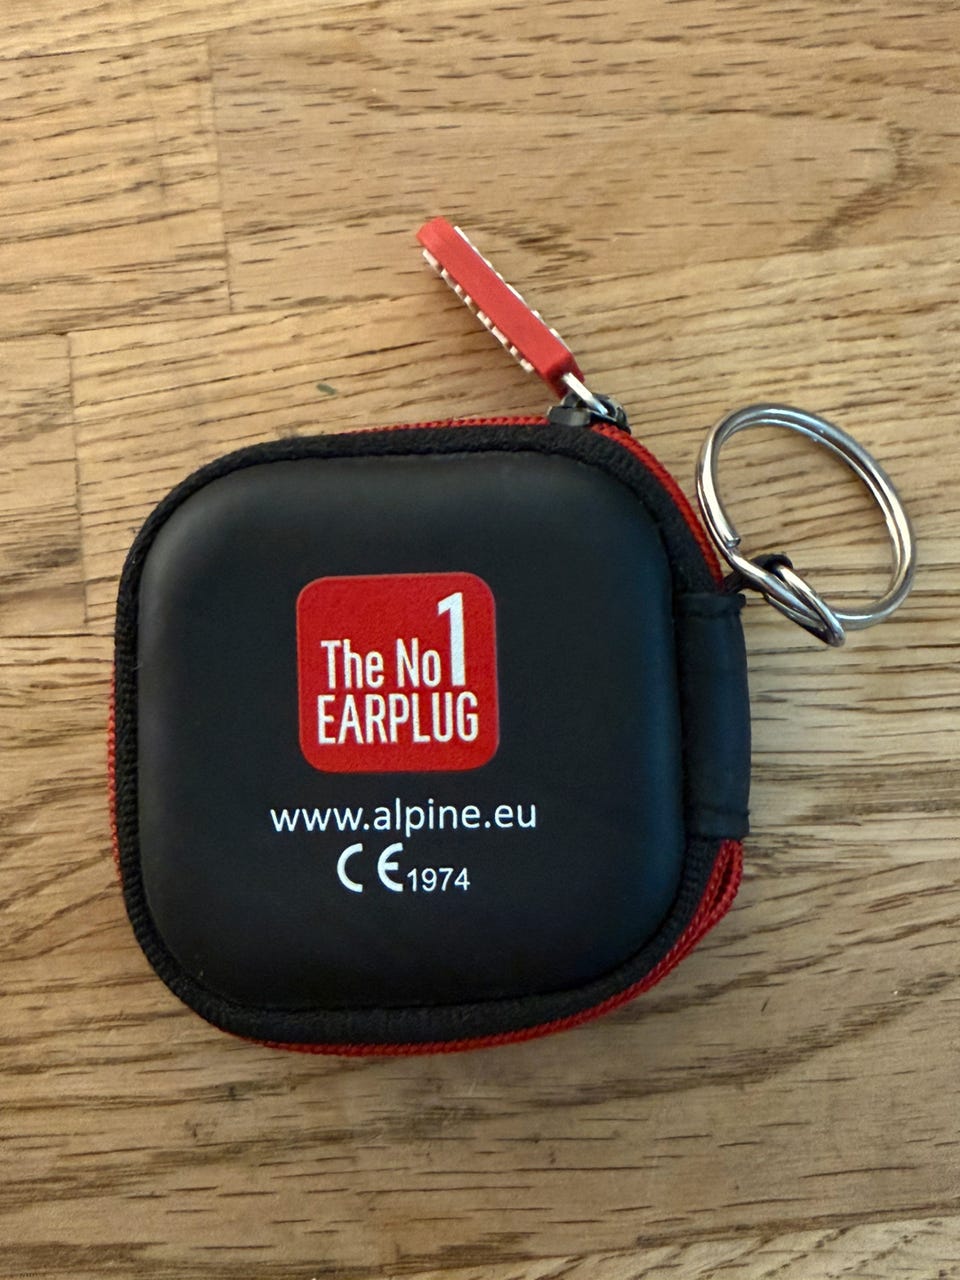 The No 1
EARPLUG
www.alpine.eu
CE 1974